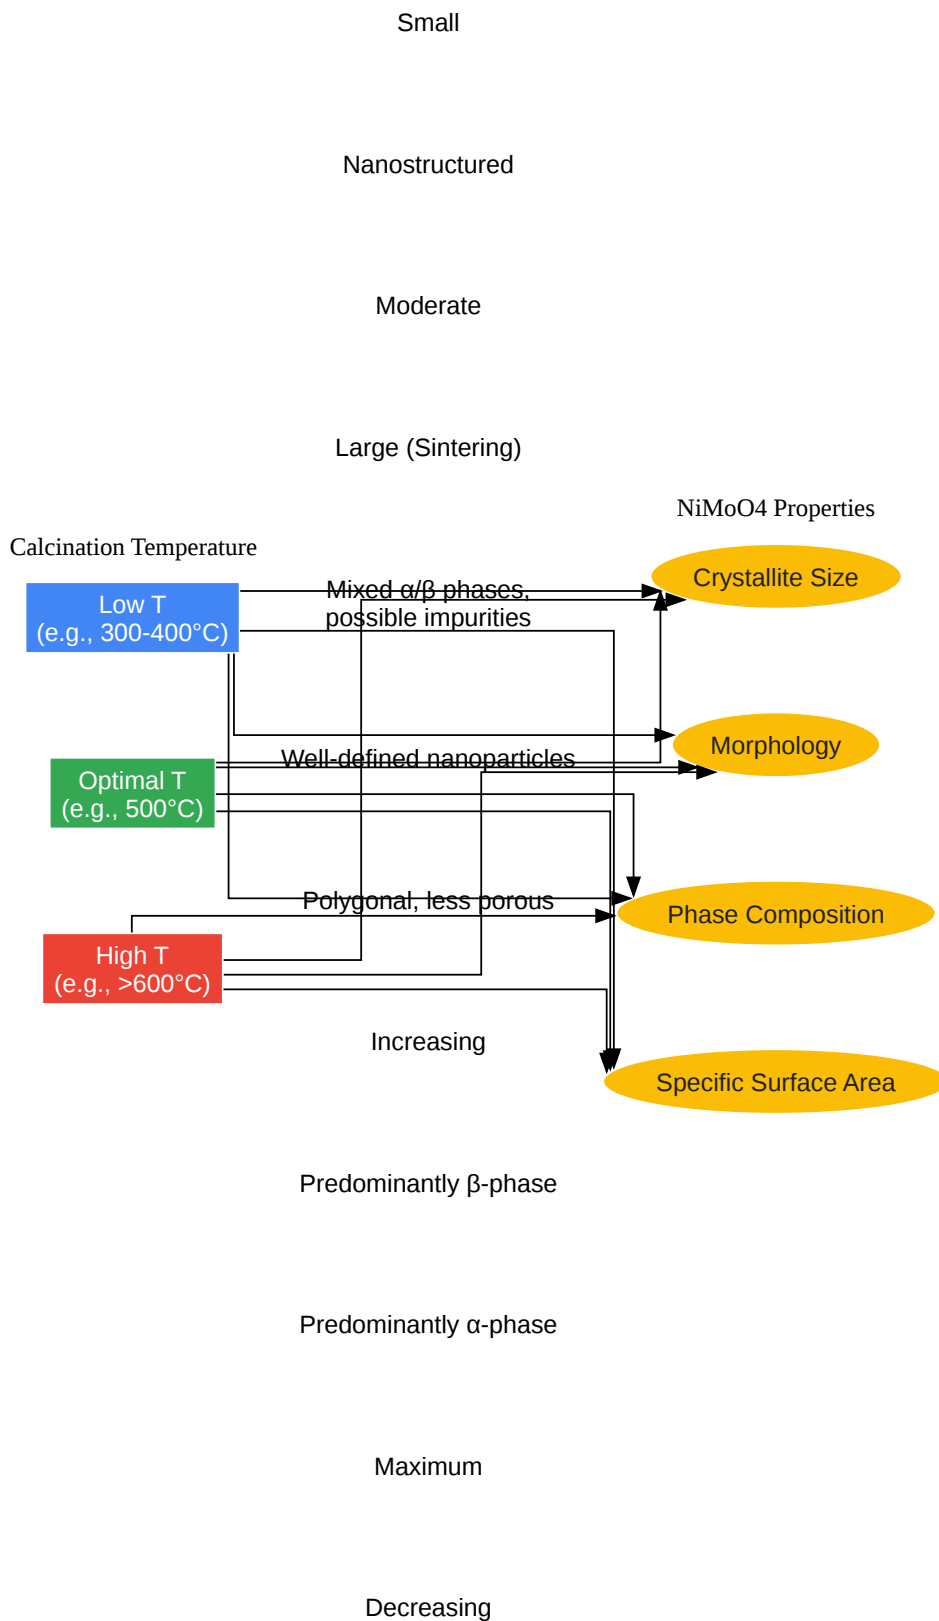 Small
Nanostructured
Moderate
Large (Sintering)
NiMoO4 Properties
Calcination Temperature
Crystallite Size
Mixed α/β phases,
possible impurities
Low T
(e.g., 300-400°C)
Morphology
Well-defined nanoparticles
Optimal T
(e.g., 500°C)
Polygonal, less porous
Phase Composition
High T
(e.g., >600°C)
Increasing
Specific Surface Area
Predominantly β-phase
Predominantly α-phase
Maximum
Decreasing